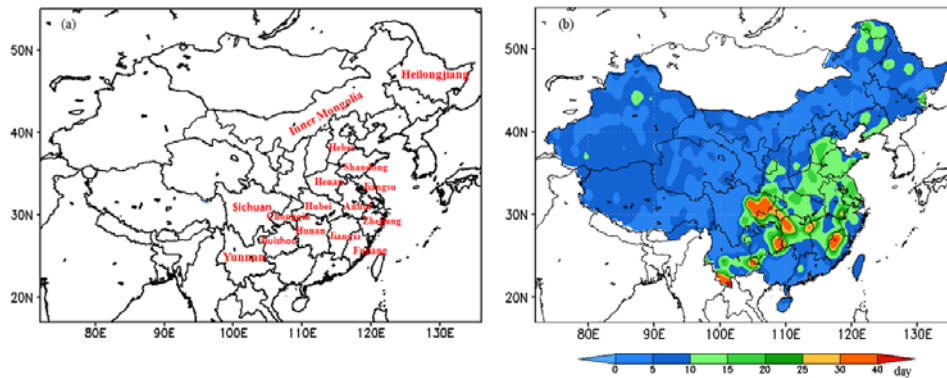 (a)
50N
40N
30N
20N
80E 90E 100E 110E 120E 130E
Heilongjiang
Inner Mongolia
Hebei
Shandong
Henan
Jiangsu
Sichuan
Hubei
Anhui
Chongqin
Zhejiang
Hunan
Guizhou
Jiangxi
Yunnan
Fujiang
(b)
50N
40N
30N
20N
80E 90E 100E 110E 120E 130E
0 5 10 15 20 25 30 40 day